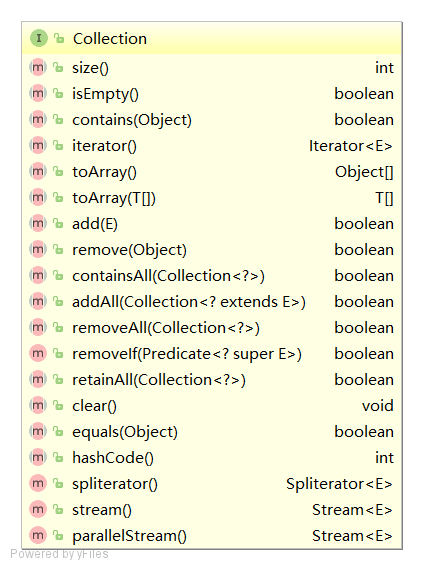 I Collection
m size() int
m isEmpty() boolean
m contains(Object) boolean
m iterator() Iterator<E>
m toArray() Object[]
m toArray(T[]) T[]
m add(E) boolean
m remove(Object) boolean
m containsAll(Collection<?>) boolean
m addAll(Collection<? extends E>) boolean
m removeAll(Collection<?>) boolean
m removeIf(Predicate<? super E>) boolean
m retainAll(Collection<?>) boolean
m clear() void
m equals(Object) boolean
m hashCode() int
m spliterator() Spliterator<E>
m stream() Stream<E>
m parallelStream() Stream<E>
Powered by yFiles